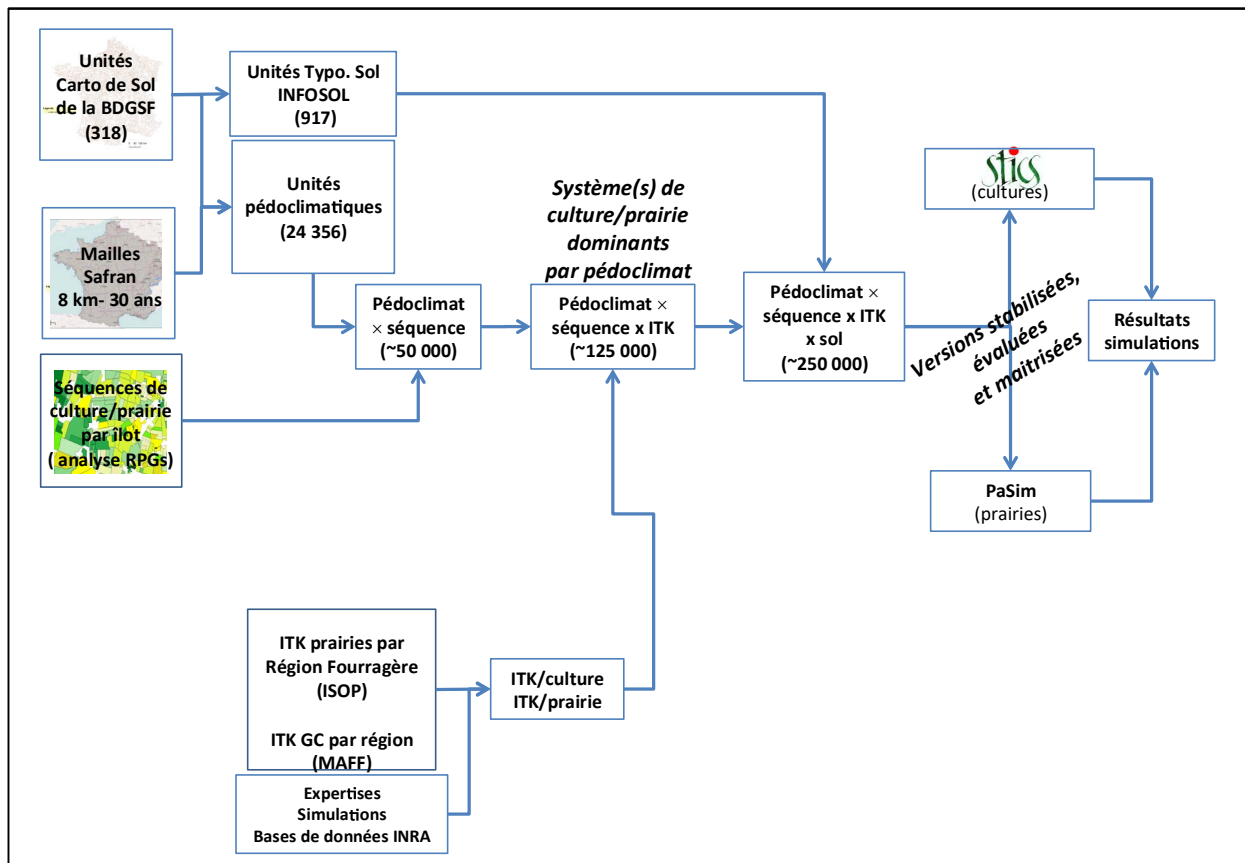 Unités
Carto de Sol
de la BDGSF
(318)
Unités Typo. Sol
INFOSOL
(917)
Unités
pédoclimatiques
(24 356)
Mailles
Safran
8 km- 30 ans
Séquences de
culture/prairie
par îlot
( analyse RPGs)
Pédoclimat
× séquence
(~50 000)
Système(s) de
culture/prairie
dominants
par pédoclimat
Pédoclimat ×
séquence x ITK
(~125 000)
Pédoclimat ×
séquence x ITK
x sol
(~250 000)
stics
(cultures)
Versions stabilisées,
évaluées
et maitrisées
Résultats
simulations
PaSim
(prairies)
ITK prairies par
Région Fourragère
(ISOP)
ITK GC par région
(MAFF)
ITK/culture
ITK/prairie
Expertises
Simulations
Bases de données INRA